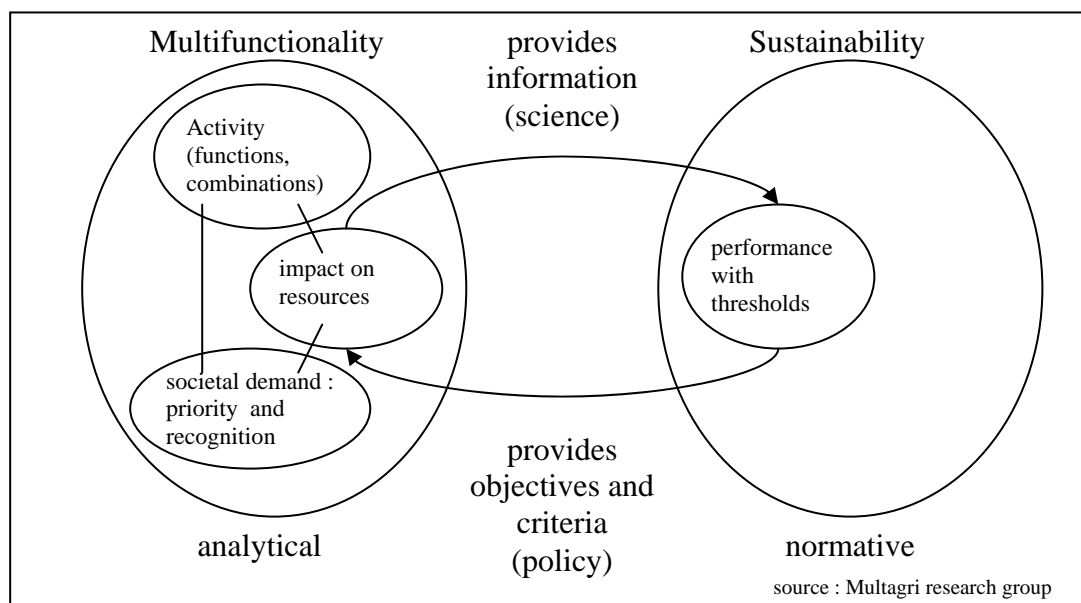 Multifunctionality
provides
information
(science)
Sustainability
Activity
(functions,
combinations)
impact on
resources
societal demand :
priority and
recognition
performance
with
thresholds
provides
objectives and
criteria
(policy)
analytical
normative
source : Multagri research group